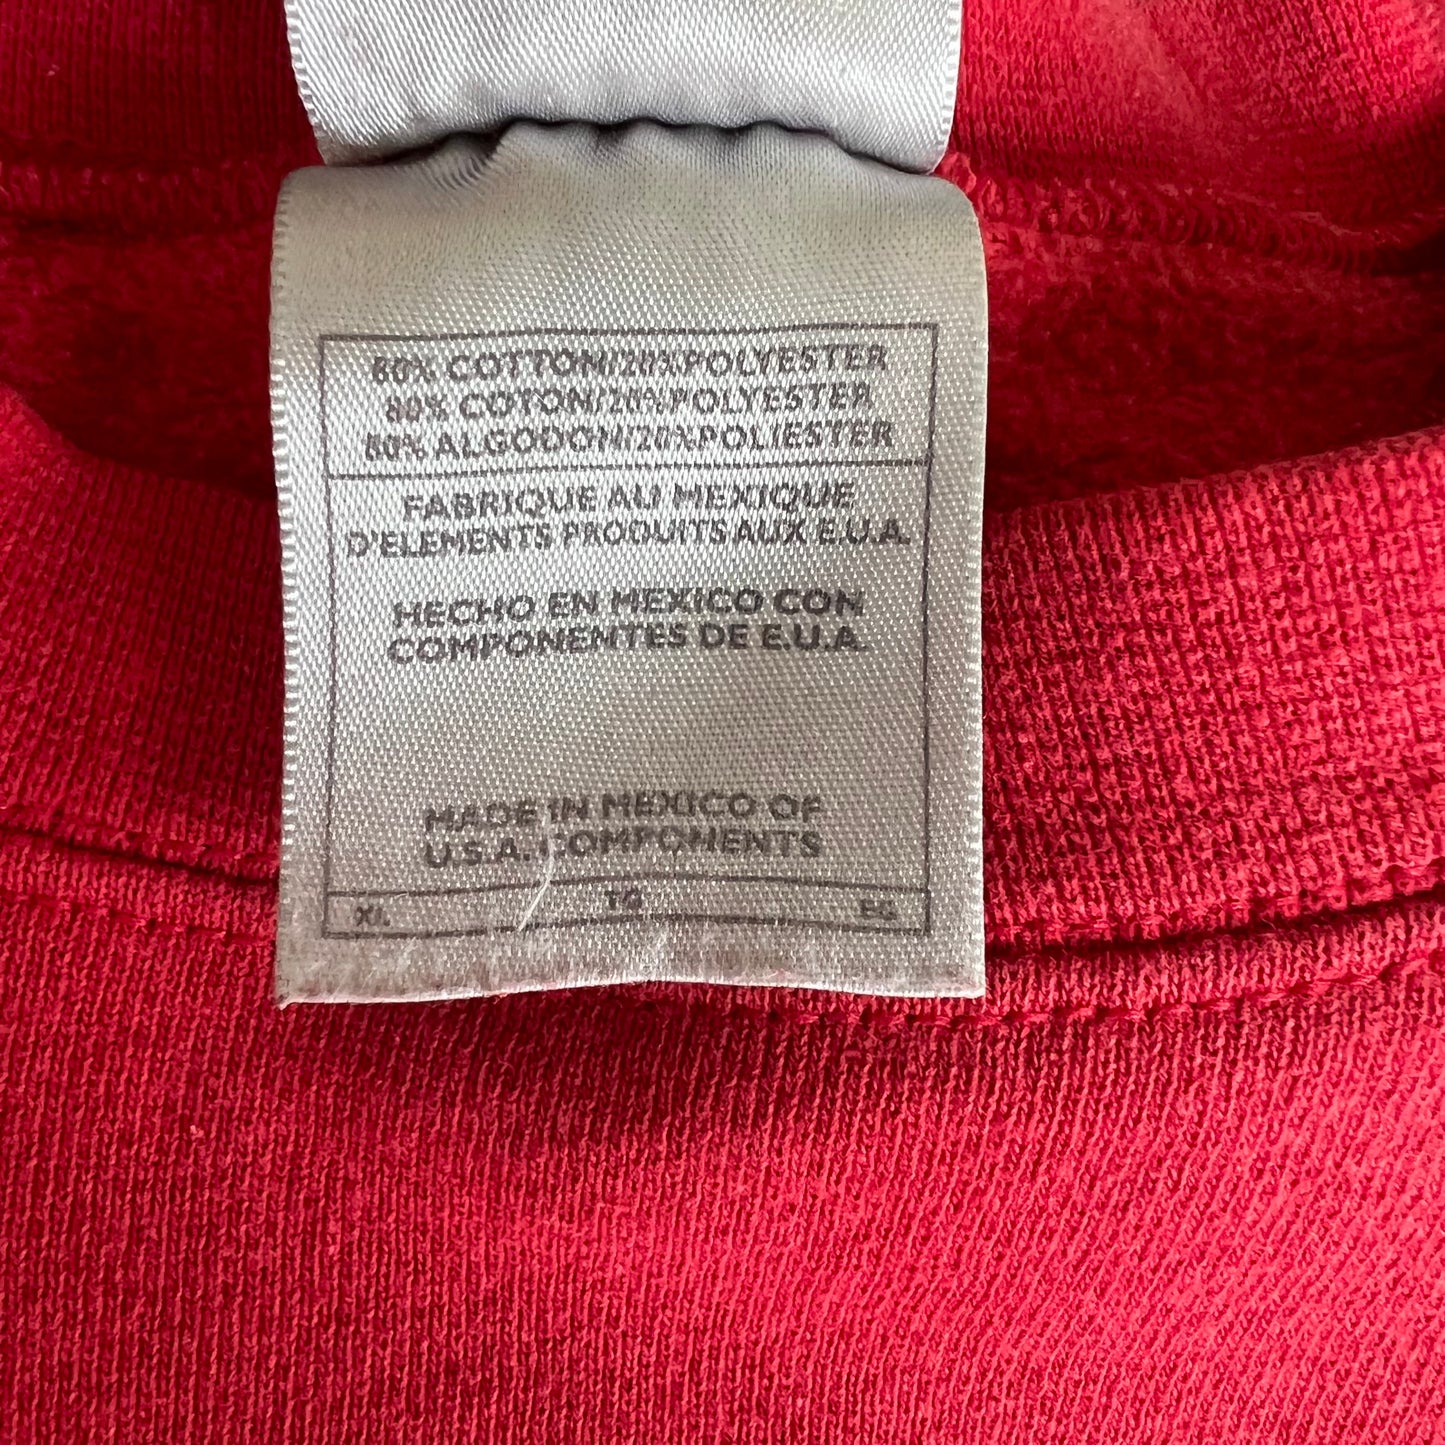 80% COTTON/20% POLYESTER
80% COTON/20% POLYESTER
80% ALGODON/20% POLIESTER
FABRIQUE AU MEXIQUE
D'ELEMENTS PRODUITS AUX E.U.A.
HECHO EN MEXICO CON
COMPONENTES DE E.U.A.
MADE IN MEXICO OF
U.S.A. COMPONENTS
XL TG EG